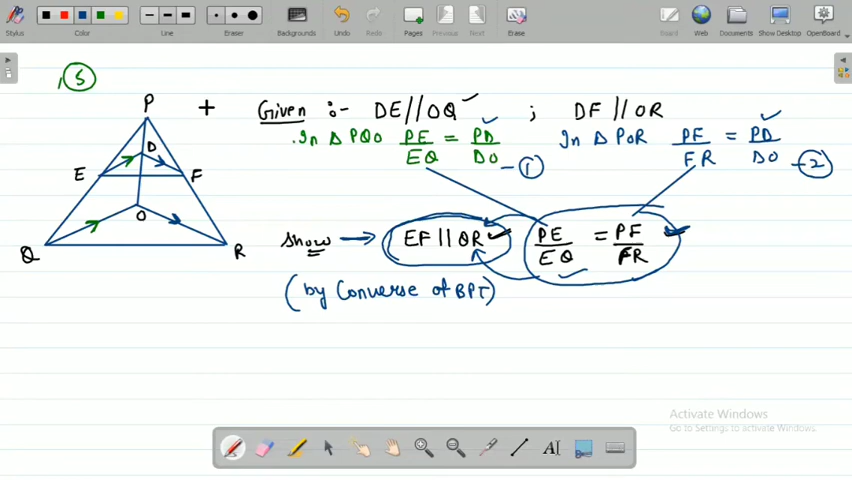 Stylus
Color
Line
Eraser
Backgrounds
Undo
Redo
Pages
Previous
Next
Erase
Board
Web
Documents
Show Desktop
OpenBoard
5
P
+ Given :- DE//OQ ; DF || OR
In Δ PQO PE/EQ = PD/DO - 1
In Δ POR PF/FR = PD/DO - 2
D
E
F
O
Q
R
Show → EF || QR
PE/EQ = PF/FR
(by Converse of BPT)
Activate Windows
Go to Settings to activate Windows.